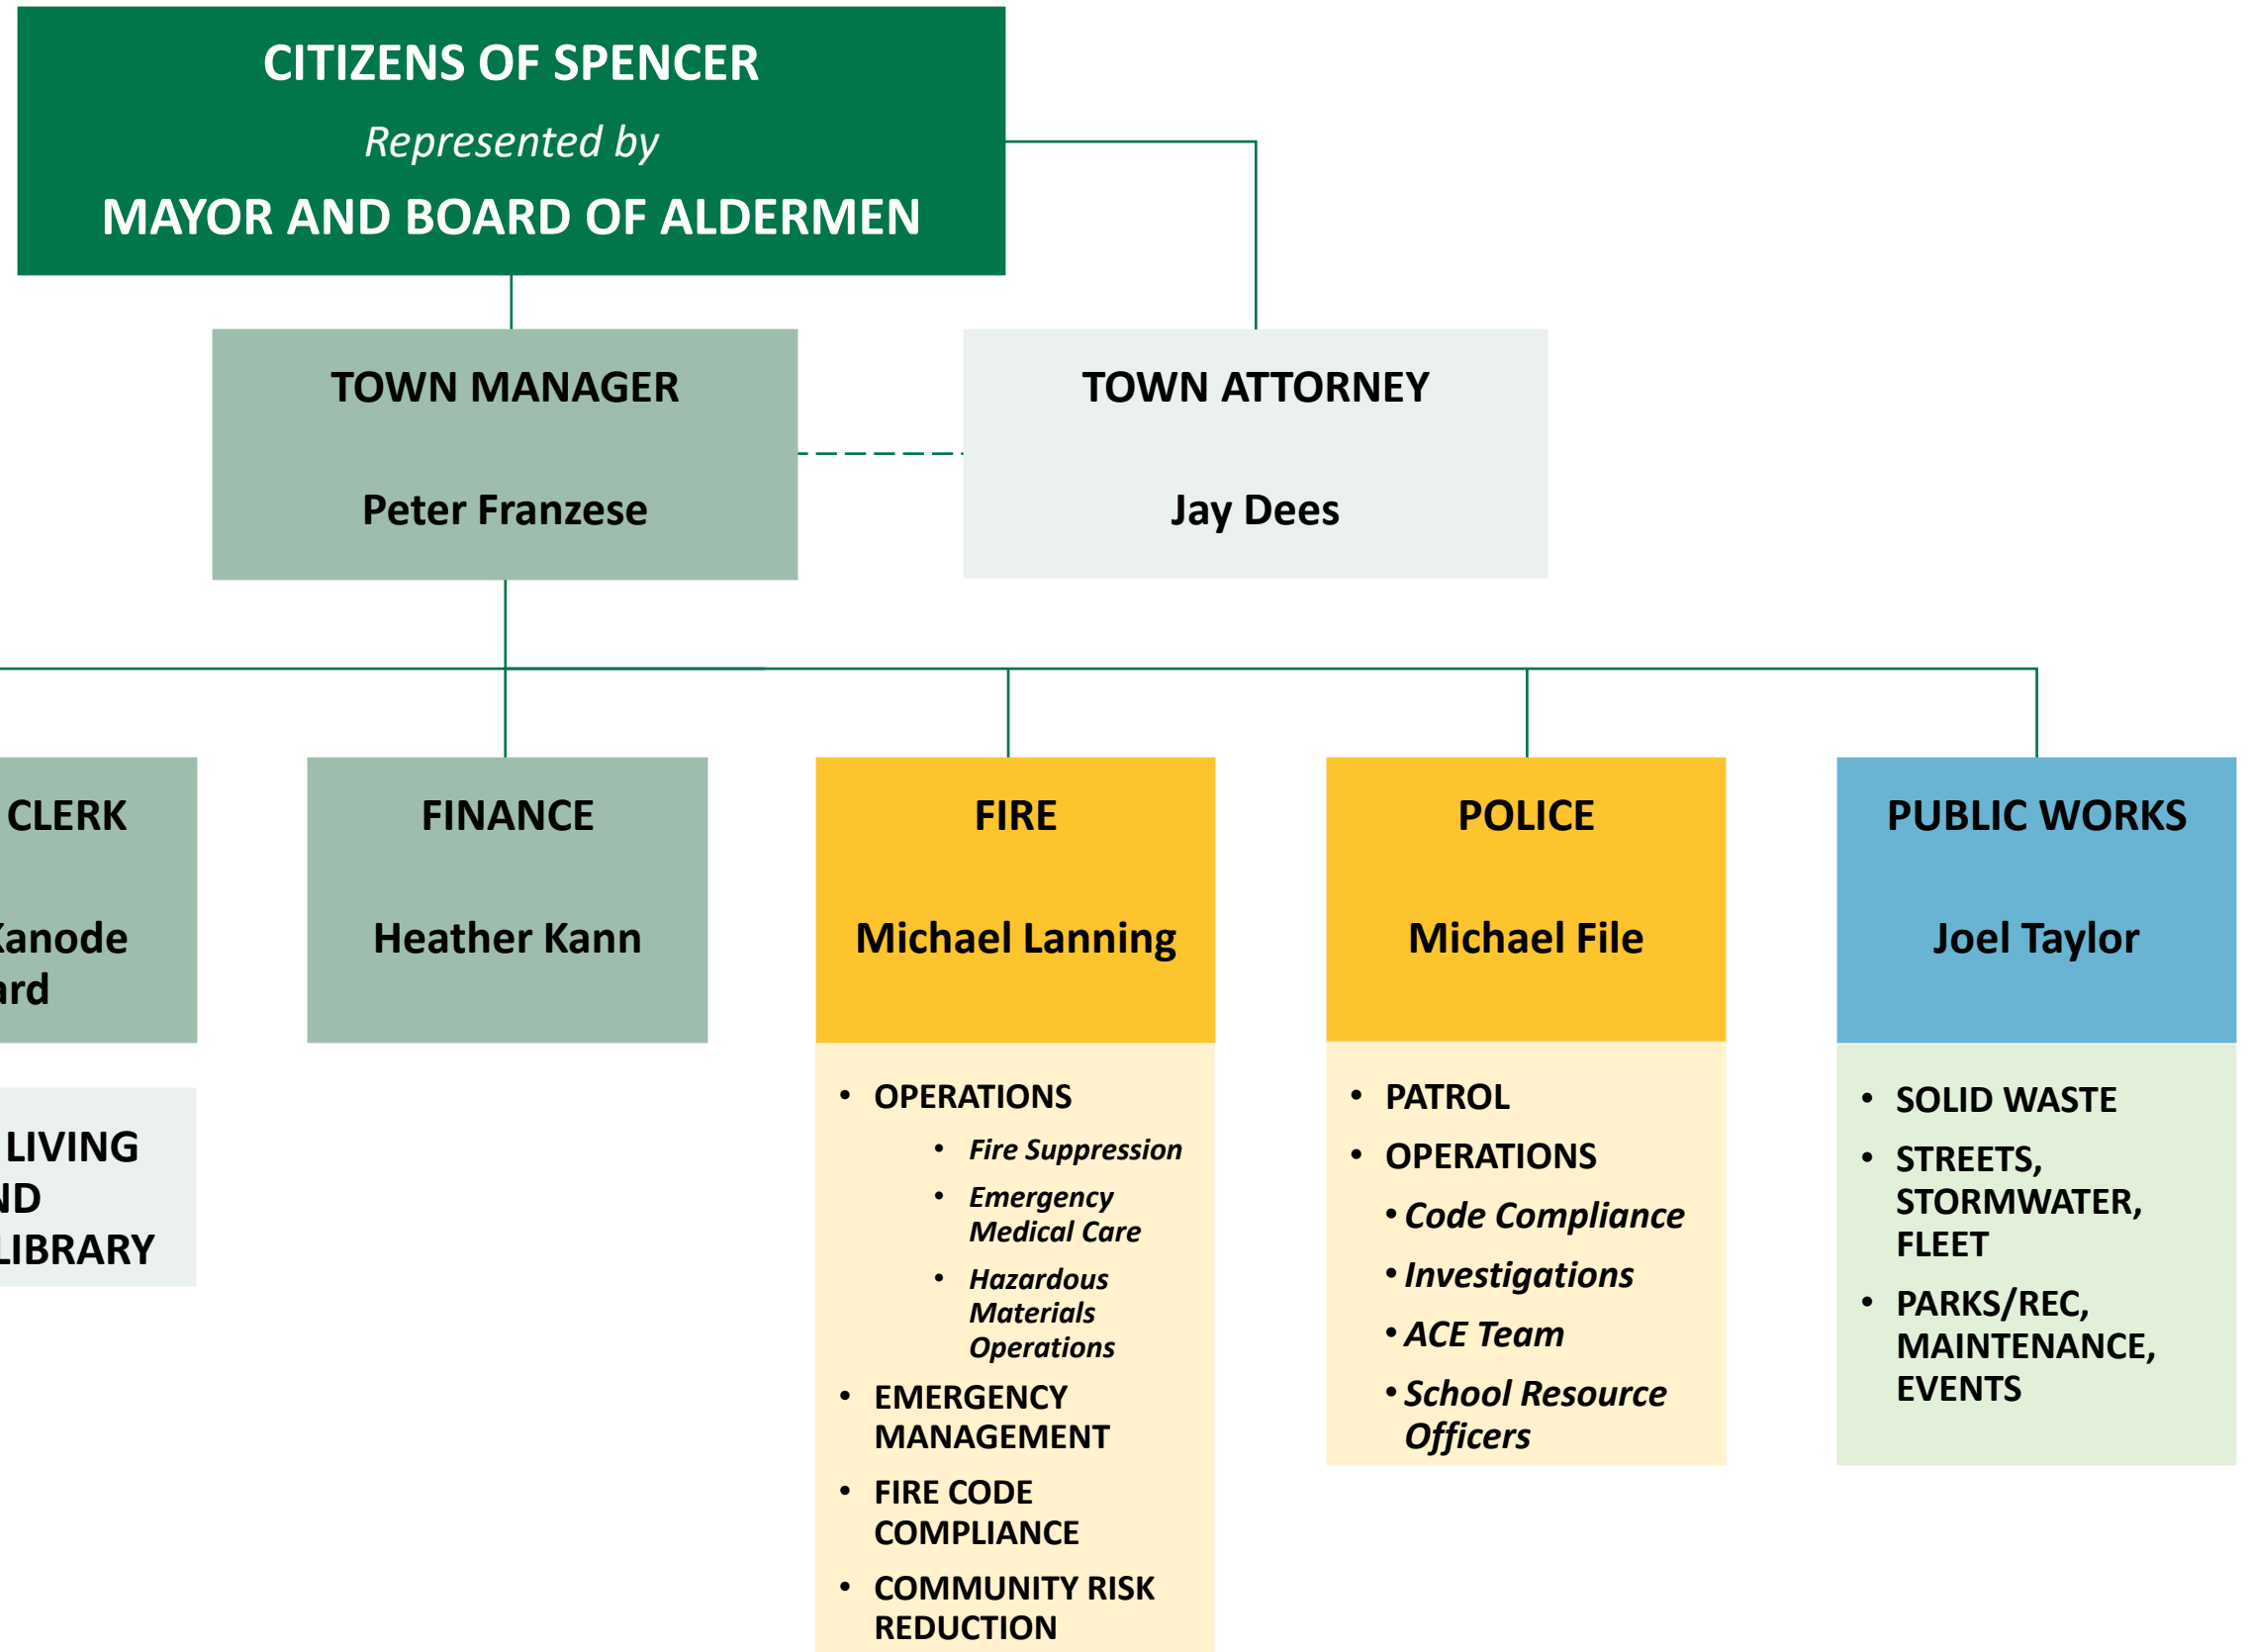 CITIZENS OF SPENCER
Represented by
MAYOR AND BOARD OF ALDERMEN
TOWN MANAGER
Peter Franzese
TOWN ATTORNEY
Jay Dees
CLERK
FINANCE
Heather Kann
FIRE
Michael Lanning
POLICE
Michael File
PUBLIC WORKS
Joel Taylor
LIVING
LIBRARY
• OPERATIONS
• Fire Suppression
• Emergency
Medical Care
• Hazardous
Materials
Operations
• EMERGENCY
MANAGEMENT
• FIRE CODE
COMPLIANCE
• COMMUNITY RISK
REDUCTION
• PATROL
• OPERATIONS
• Code Compliance
• Investigations
• ACE Team
• School Resource
Officers
• SOLID WASTE
• STREETS,
STORMWATER,
FLEET
• PARKS/REC,
MAINTENANCE,
EVENTS